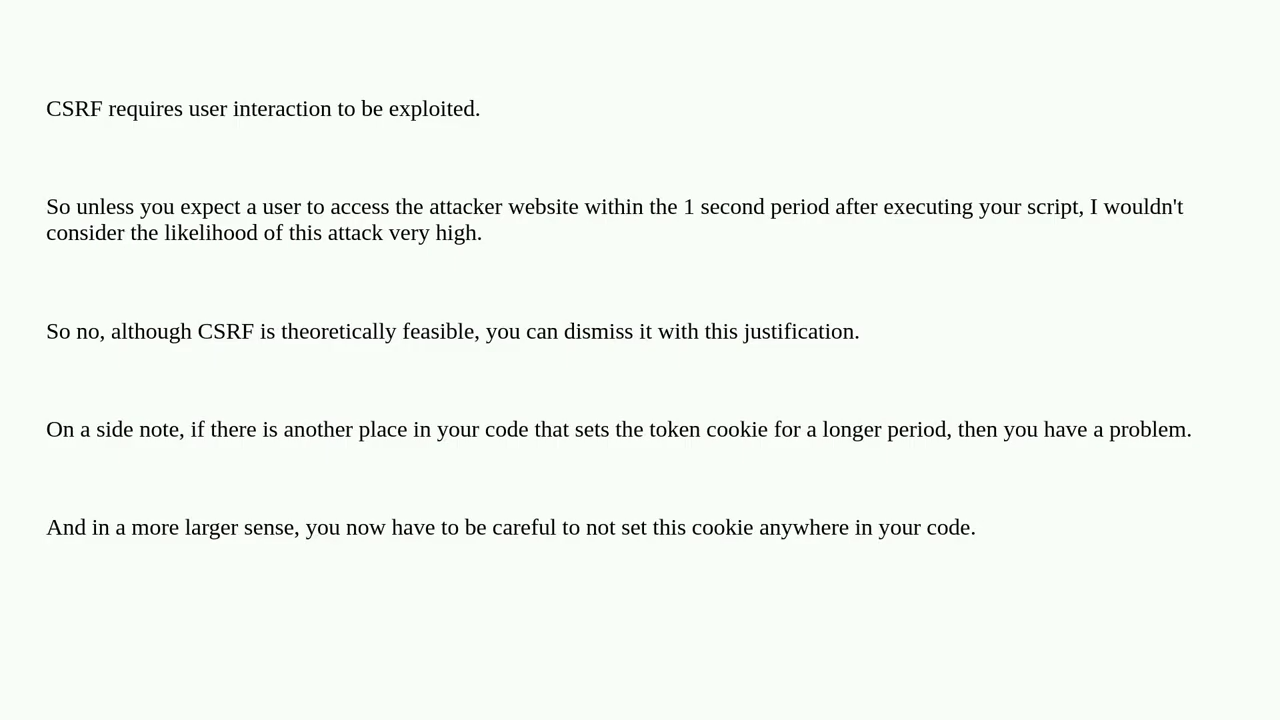 CSRF requires user interaction to be exploited.
So unless you expect a user to access the attacker website within the 1 second period after executing your script, I wouldn't
consider the likelihood of this attack very high.
So no, although CSRF is theoretically feasible, you can dismiss it with this justification.
On a side note, if there is another place in your code that sets the token cookie for a longer period, then you have a problem.
And in a more larger sense, you now have to be careful to not set this cookie anywhere in your code.